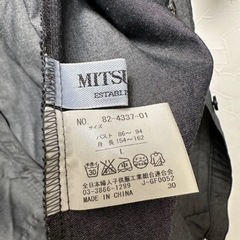 MITSU
ESTABLIS
NO. 82-4337-01
サイズ
バスト 86～ 94
身長 154～162
L
全日本婦人子供服工業組合連合会
03-3866-1299 J-GF0052
MADE IN CHINA 30